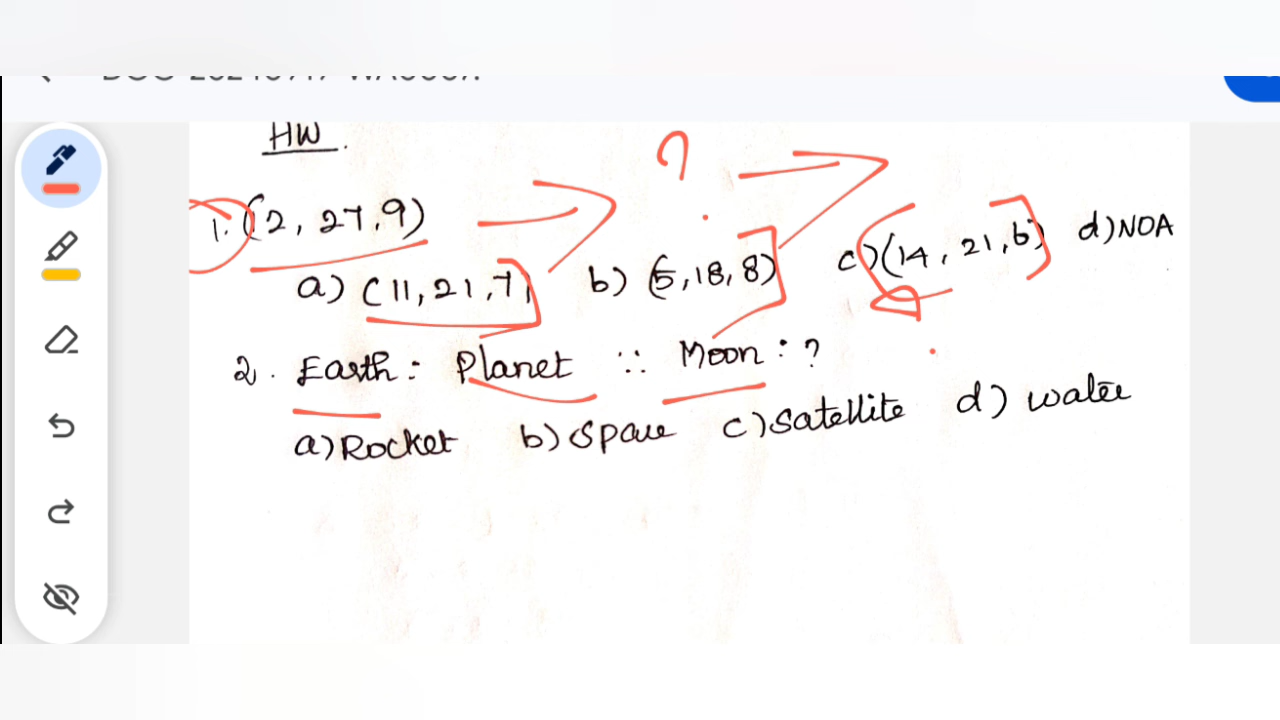 HW.
1. (2, 27, 9)
a) (11, 21, 7) b) (5, 18, 8) c) (14, 21, 6) d) NOA
?
2. Earth : Planet :: Moon : ?
a) Rocket b) Space c) Satellite d) water